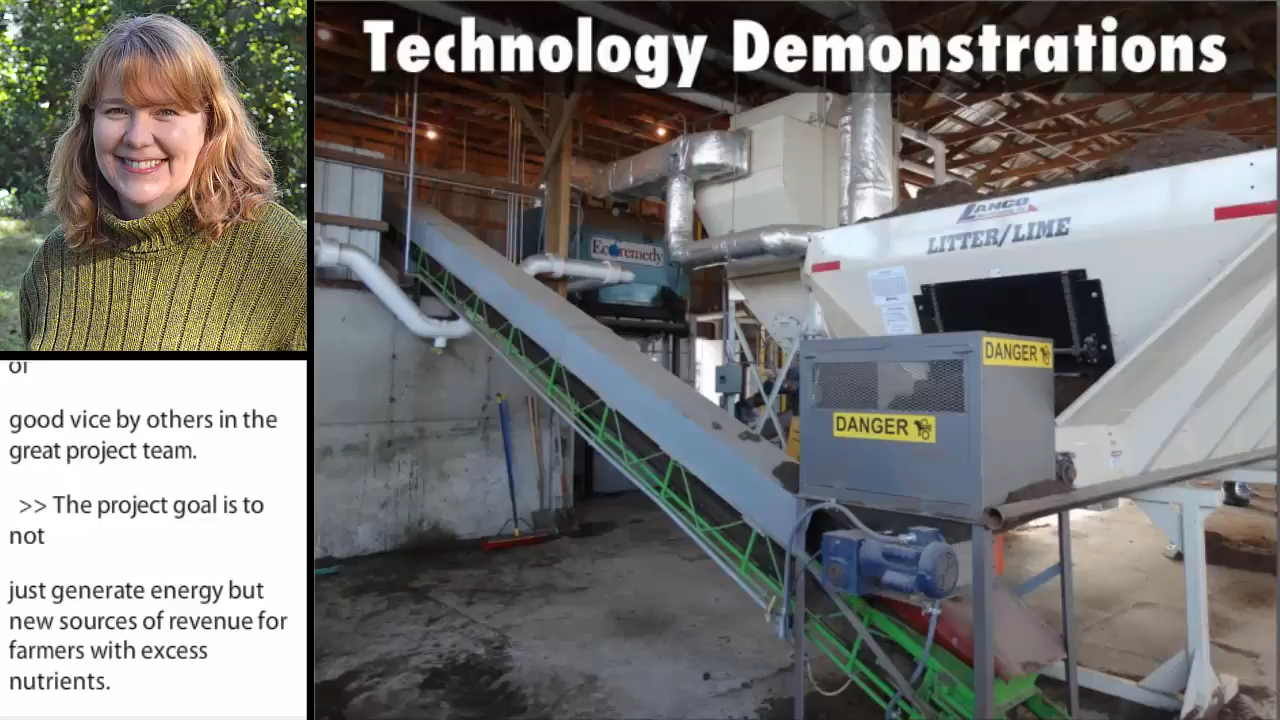 Technology Demonstrations
LANCO
LITTER/LIME
Ecoremedy
DANGER
DANGER
of
good vice by others in the
great project team.
>> The project goal is to
not
just generate energy but
new sources of revenue for
farmers with excess
nutrients.